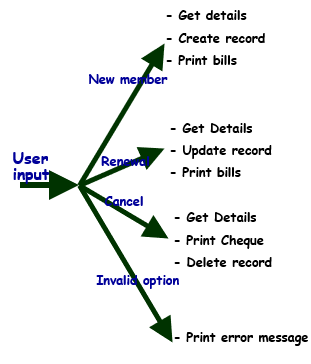 - Get details
- Create record
- Print bills
New member
- Get Details
- Update record
- Print bills
Renewal
User
input
Cancel
- Get Details
- Print Cheque
- Delete record
Invalid option
- Print error message